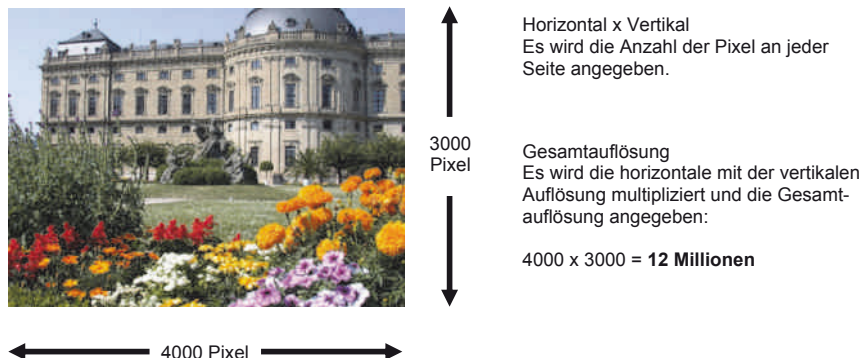 Horizontal x Vertikal
Es wird die Anzahl der Pixel an jeder
Seite angegeben.
3000
Pixel
Gesamtauflösung
Es wird die horizontale mit der vertikalen
Auflösung multipliziert und die Gesamt-
auflösung angegeben:
4000 x 3000 = 12 Millionen
4000 Pixel